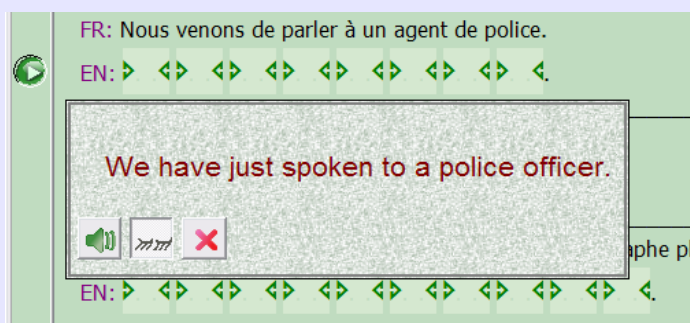 FR: Nous venons de parler à un agent de police.
EN: .
We have just spoken to a police officer.
EN: .